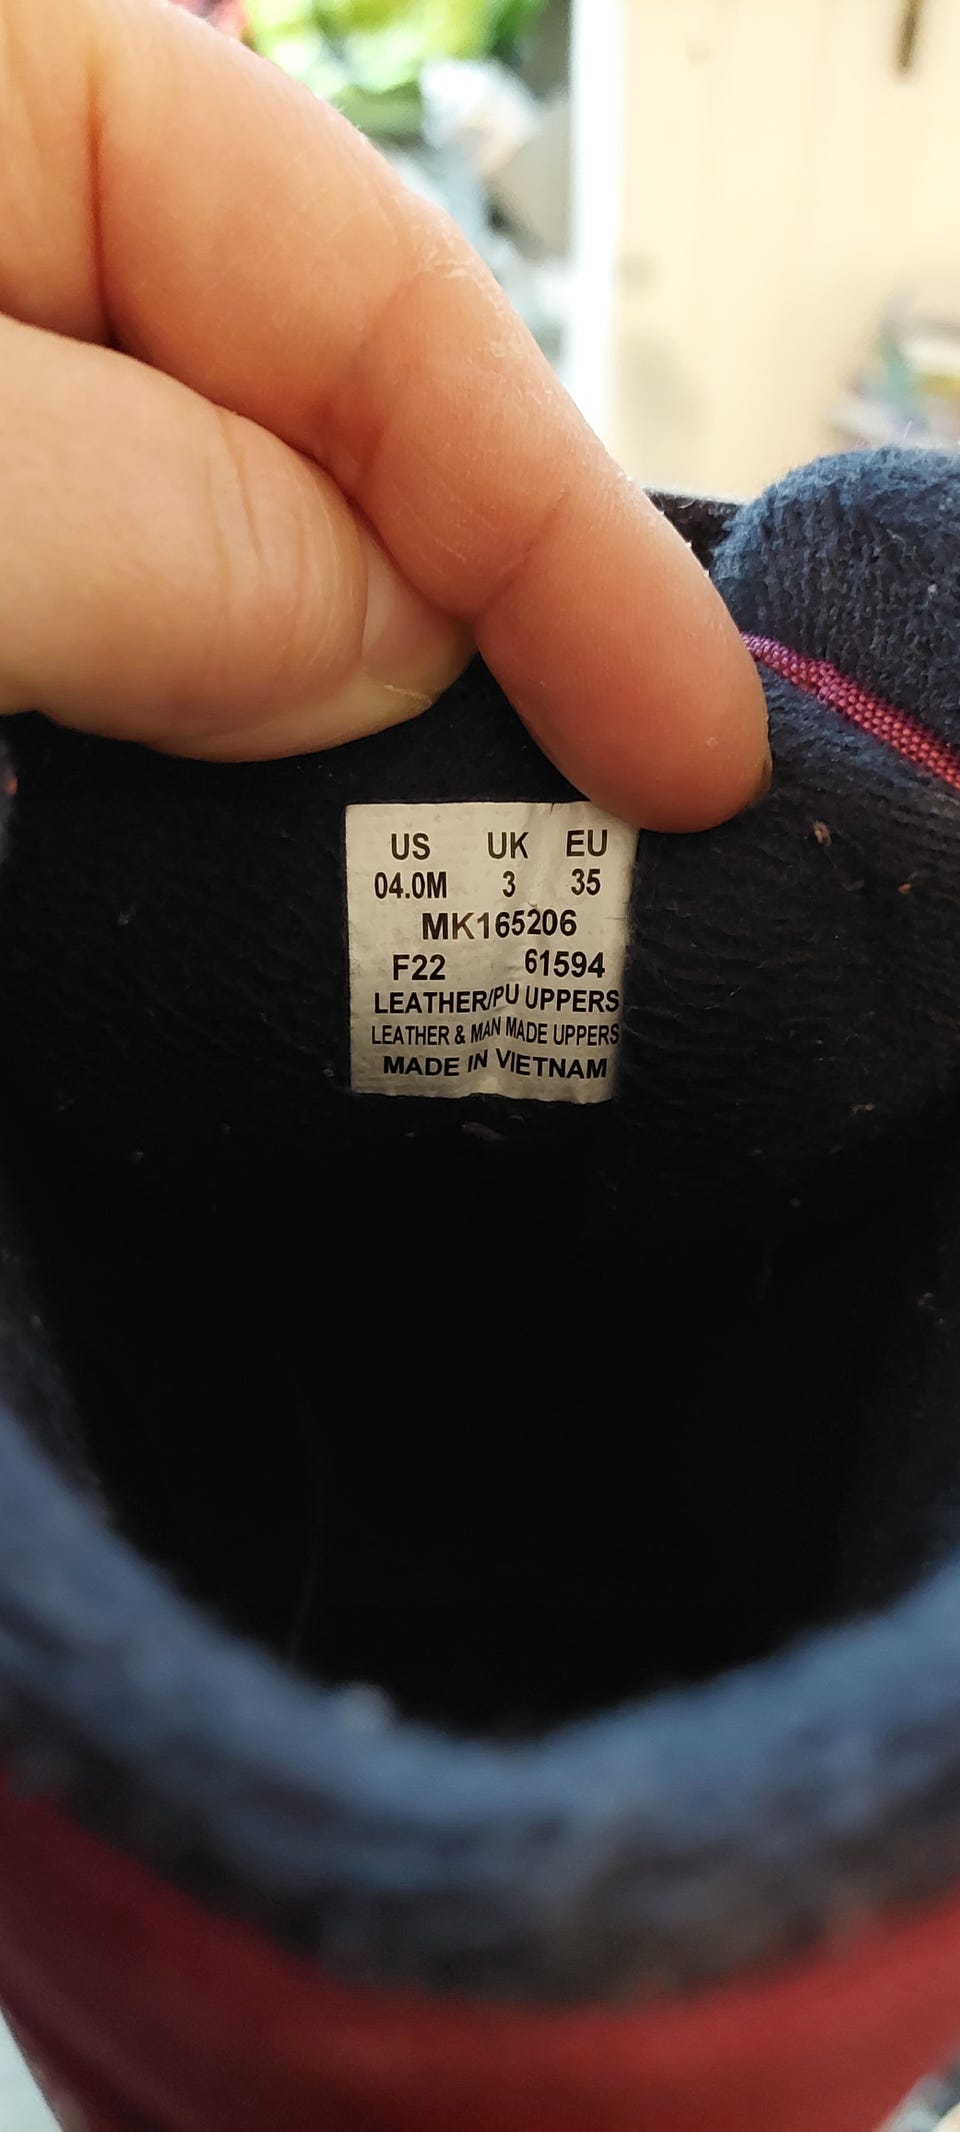 US UK EU
04.0M 3 35
MK165206
F22 61594
LEATHER/PU UPPERS
LEATHER & MAN MADE UPPERS
MADE IN VIETNAM